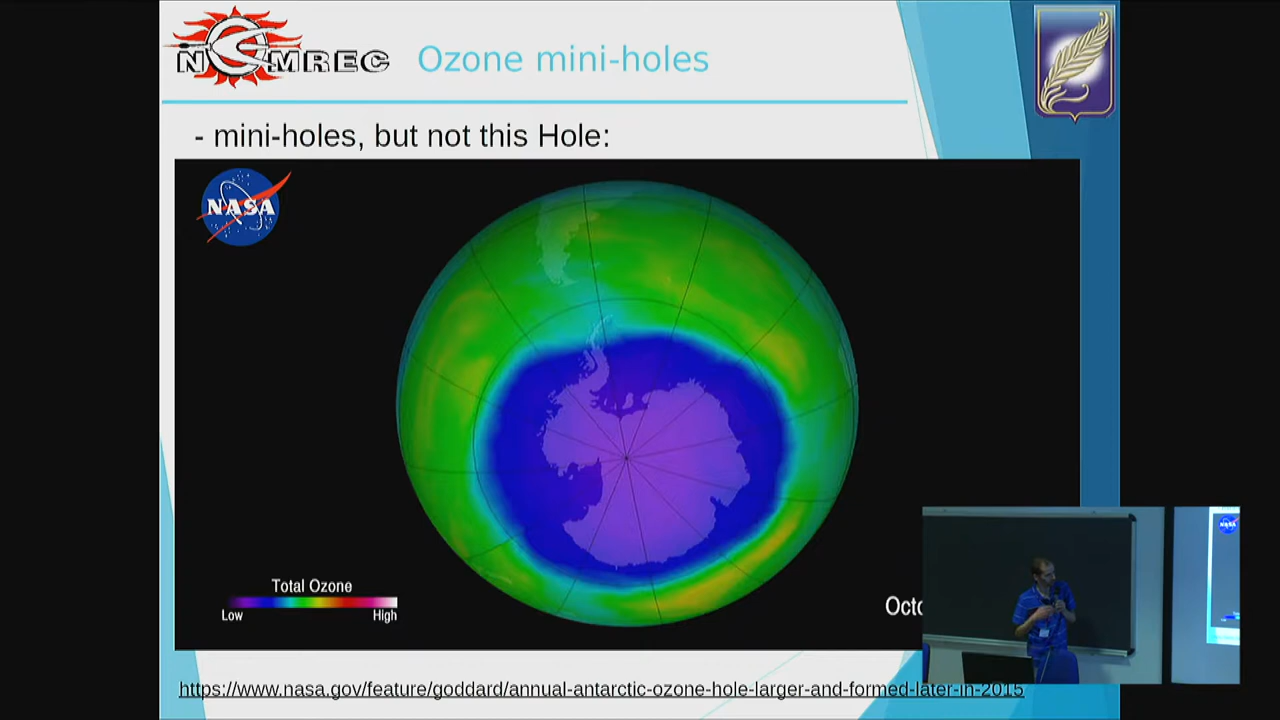 NOMREC
Ozone mini-holes
- mini-holes, but not this Hole:
NASA
Total Ozone
Low High
Octo
https://www.nasa.gov/feature/goddard/annual-antarctic-ozone-hole-larger-and-formed-later-in-2015